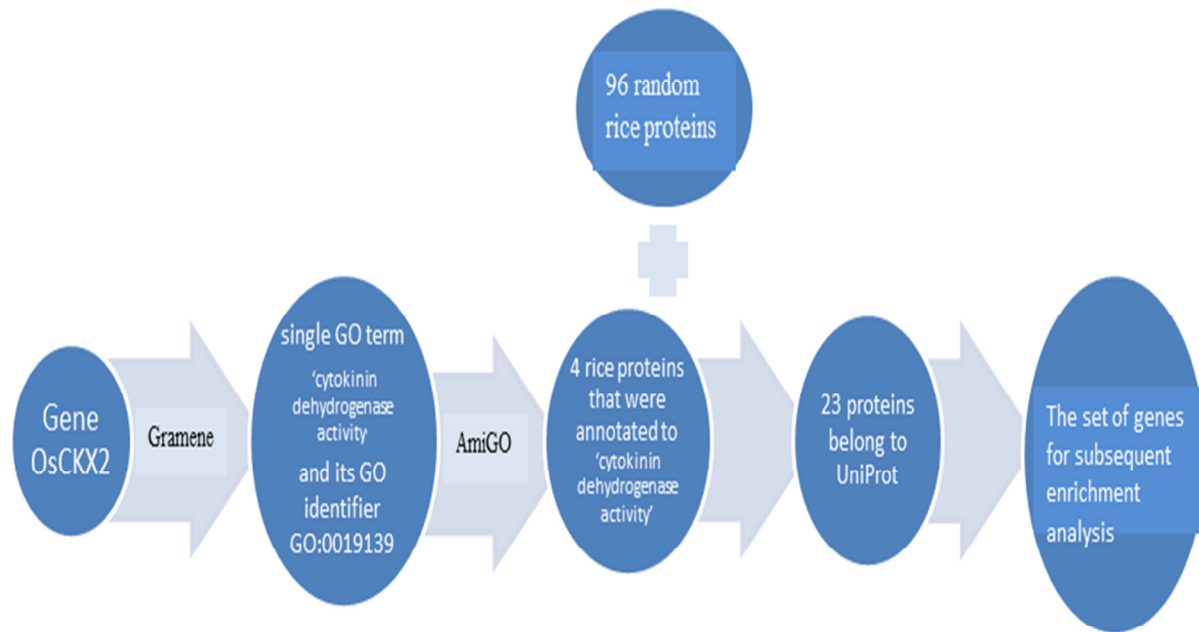 96 random
rice proteins
Gene
OsCKX2
Gramene
single GO term
‘cytokinin
dehydrogenase
activity’
and its GO
identifier
GO:0019139
AmiGO
4 rice proteins
that were
annotated to
‘cytokinin
dehydrogenase
activity’
23 proteins
belong to
UniProt
The set of genes
for subsequent
enrichment
analysis